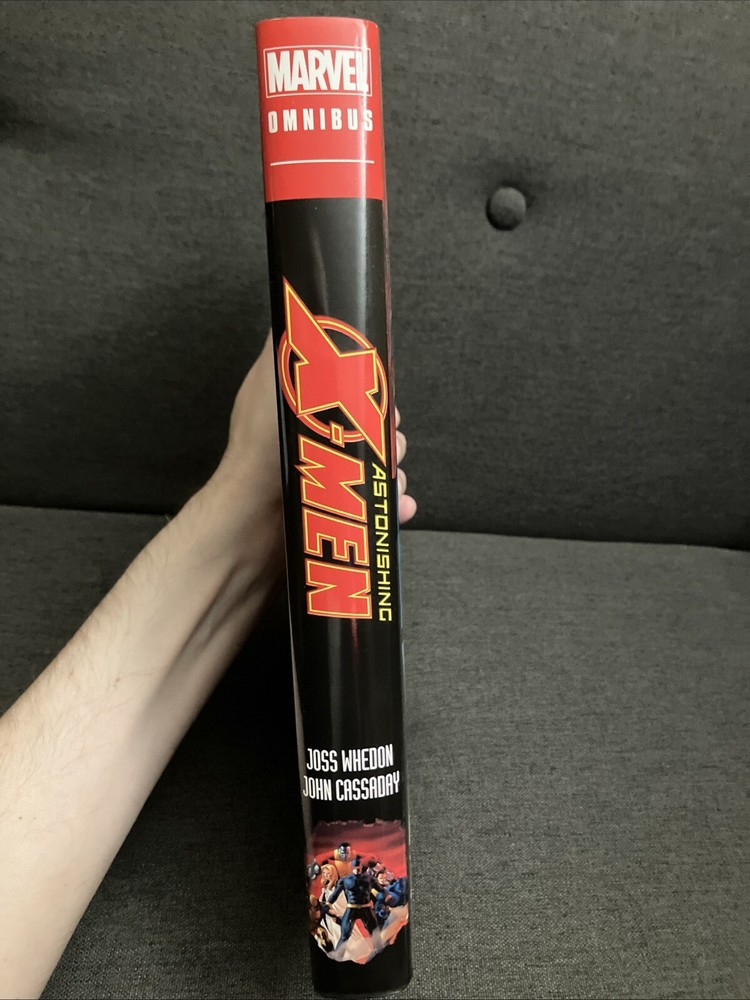 MARVEL
OMNIBUS
ASTONISHING
X-MEN
JOSS WHEDON
JOHN CASSADAY